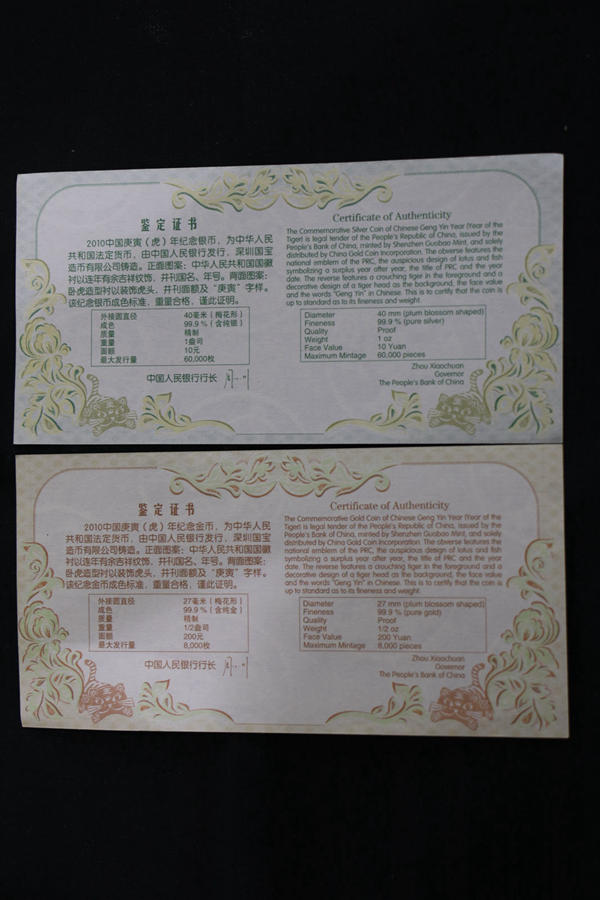 鉴定证书
2010中国庚寅（虎）年纪念银币，为中华人民
共和国法定货币，由中国人民银行发行，深圳国宝
造币有限公司铸造。正面图案：中华人民共和国国徽
衬以连年有余吉祥纹饰，并刊国名、年号。背面图案：
卧虎造型衬以装饰虎头，并刊面额及“庚寅”字样。
该纪念银币成色标准，重量合格，谨此证明。
外接圆直径 40毫米（梅花形）
成色 99.9%（含纯银）
质量 精制
重量 1盎司
面额 10元
最大发行量 60,000枚
中国人民银行行长
Certificate of Authenticity
The Commemorative Silver Coin of Chinese Geng Yin Year (Year of the
Tiger) is legal tender of the People's Republic of China, issued by the
People's Bank of China, minted by Shenzhen Guobao Mint, and solely
distributed by China Gold Coin Incorporation. The obverse features the
national emblem of the PRC, the auspicious design of lotus and fish
symbolizing a surplus year after year, the title of PRC and the year
date. The reverse features a crouching tiger in the foreground and a
decorative design of a tiger head as the background, the face value
and the words "Geng Yin" in Chinese. This is to certify that the coin is
up to standard as to its fineness and weight.
Diameter 40 mm (plum blossom shaped)
Fineness 99.9 % (pure silver)
Quality Proof
Weight 1 oz
Face Value 10 Yuan
Maximum Mintage 60,000 pieces
Zhou Xiaochuan
Governor
The People's Bank of China
鉴定证书
2010中国庚寅（虎）年纪念金币，为中华人民
共和国法定货币，由中国人民银行发行，深圳国宝
造币有限公司铸造。正面图案：中华人民共和国国徽
衬以连年有余吉祥纹饰，并刊国名、年号。背面图案：
卧虎造型衬以装饰虎头，并刊面额及“庚寅”字样。
该纪念金币成色标准，重量合格，谨此证明。
外接圆直径 27毫米（梅花形）
成色 99.9%（含纯金）
质量 精制
重量 1/2盎司
面额 200元
最大发行量 8,000枚
中国人民银行行长
Certificate of Authenticity
The Commemorative Gold Coin of Chinese Geng Yin Year (Year of the
Tiger) is legal tender of the People's Republic of China, issued by the
People's Bank of China, minted by Shenzhen Guobao Mint, and solely
distributed by China Gold Coin Incorporation. The obverse features the
national emblem of the PRC, the auspicious design of lotus and fish
symbolizing a surplus year after year, the title of PRC and the year
date. The reverse features a crouching tiger in the foreground and a
decorative design of a tiger head as the background, the face value
and the words "Geng Yin" in Chinese. This is to certify that the coin is
up to standard as to its fineness and weight.
Diameter 27 mm (plum blossom shaped)
Fineness 99.9 % (pure gold)
Quality Proof
Weight 1/2 oz
Face Value 200 Yuan
Maximum Mintage 8,000 pieces
Zhou Xiaochuan
Governor
The People's Bank of China